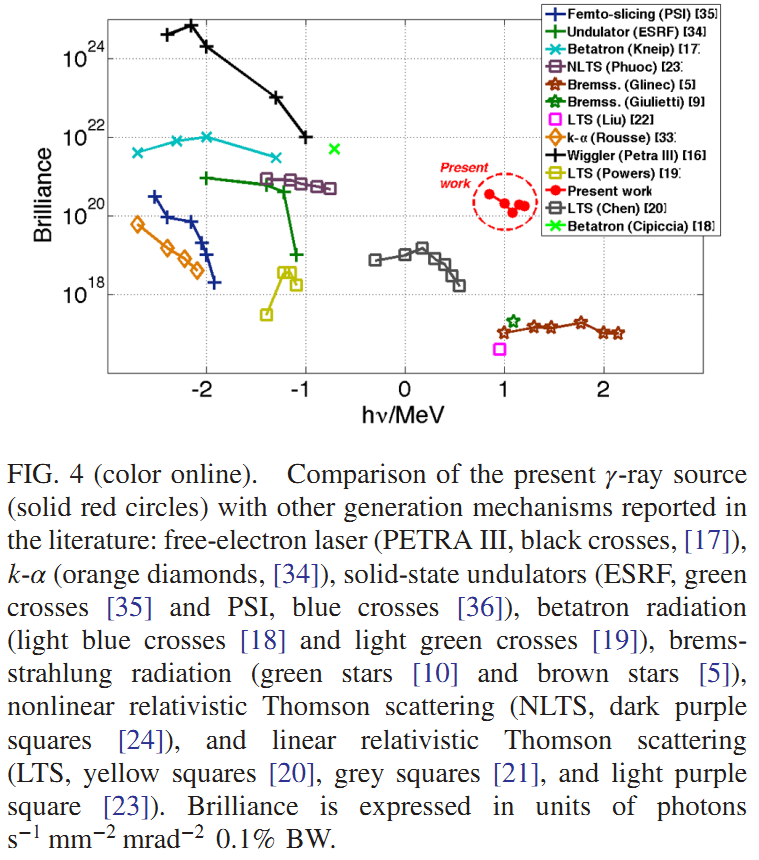 Femto-slicing (PSI) [35]
Undulator (ESRF) [34]
Betatron (Kneip) [17]
NLTS (Phuoc) [23]
Bremss. (Glinec) [5]
Bremss. (Giulietti) [9]
LTS (Liu) [22]
k-α (Rousse) [33]
Wiggler (Petra III) [16]
LTS (Powers) [19]
Present work
LTS (Chen) [20]
Betatron (Cipiccia) [18]
Present
work
Brilliance
10^24
10^22
10^20
10^18
-2 -1 0 1 2
hν/MeV
FIG. 4 (color online). Comparison of the present γ-ray source
(solid red circles) with other generation mechanisms reported in
the literature: free-electron laser (PETRA III, black crosses, [17]),
k-α (orange diamonds, [34]), solid-state undulators (ESRF, green
crosses [35] and PSI, blue crosses [36]), betatron radiation
(light blue crosses [18] and light green crosses [19]), brems-
strahlung radiation (green stars [10] and brown stars [5]),
nonlinear relativistic Thomson scattering (NLTS, dark purple
squares [24]), and linear relativistic Thomson scattering
(LTS, yellow squares [20], grey squares [21], and light purple
square [23]). Brilliance is expressed in units of photons
s⁻¹ mm⁻² mrad⁻² 0.1% BW.